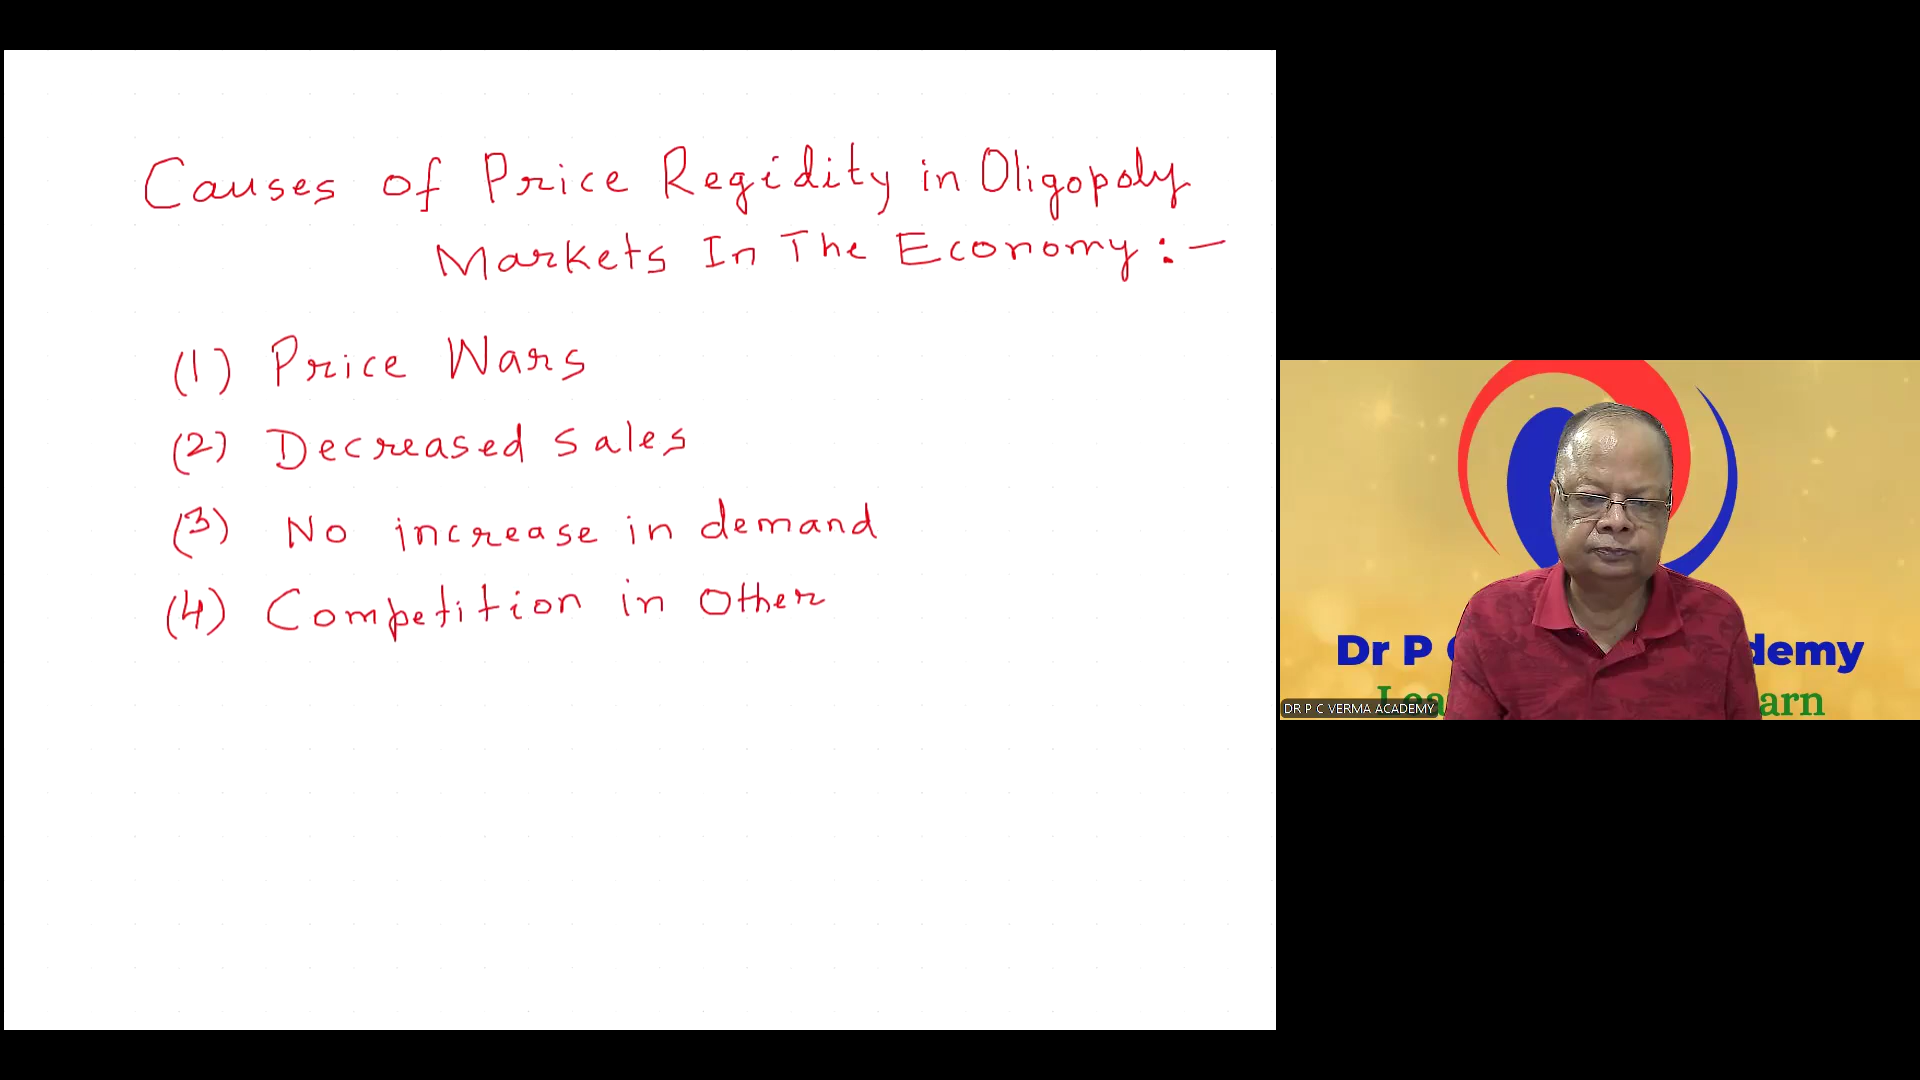 Causes of Price Regidity in Oligopoly
Markets In The Economy :-
(1) Price Wars
(2) Decreased Sales
(3) No increase in demand
(4) Competition in Other
Dr P demy
arn
DR P C VERMA ACADEMY